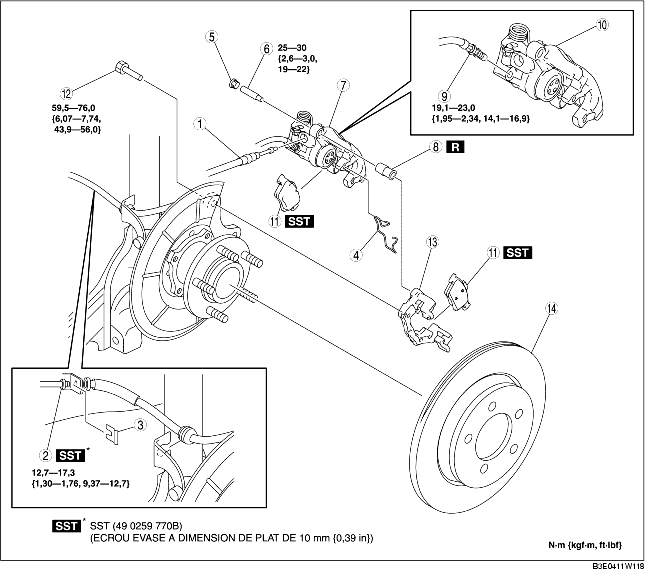 5
6
25—30
{2,6—3,0,
19—22}
7
10
9
19,1—23,0
{1,95—2,34, 14,1—16,9}
12
59,5—76,0
{6,07—7,74,
43,9—56,0}
1
8 R
11 SST
4
13
11 SST
14
3
2 SST*
12,7—17,3
{1,30—1,76, 9,37—12,7}
SST* SST (49 0259 770B)
(ECROU EVASE A DIMENSION DE PLAT DE 10 mm {0,39 in})
N·m {kgf·m, ft·lbf}
B3E0411W118